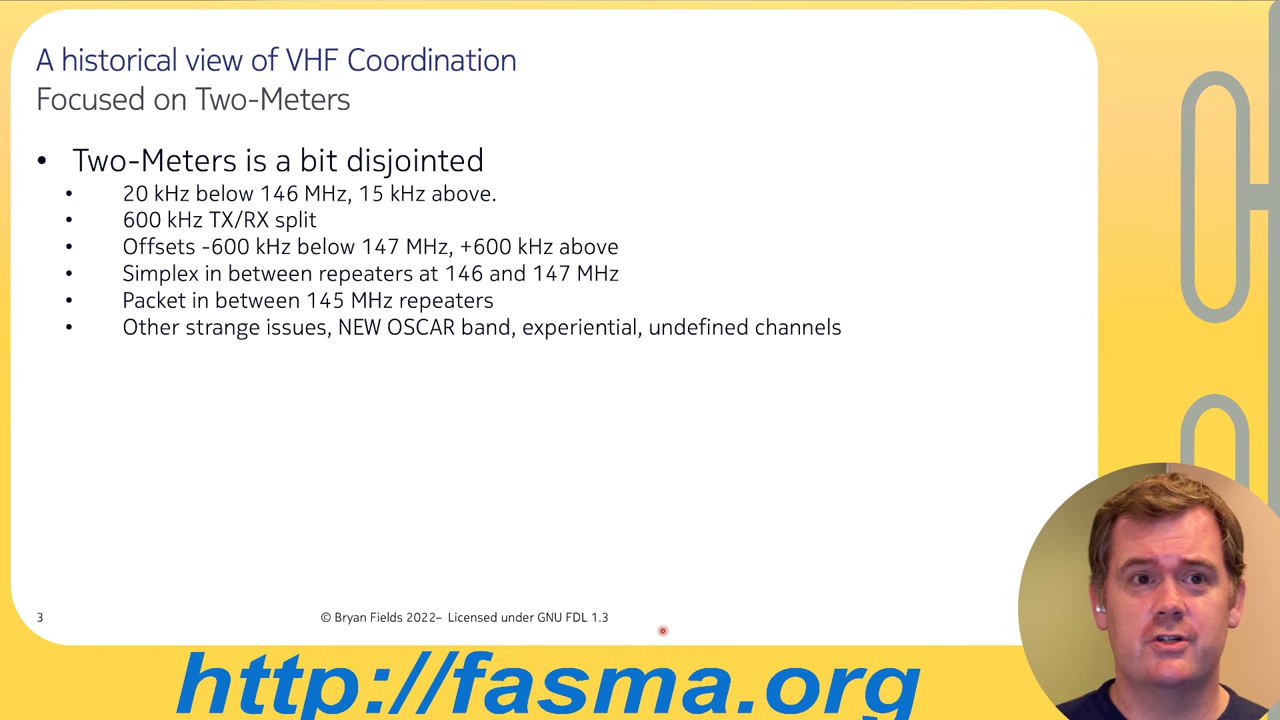 A historical view of VHF Coordination
Focused on Two-Meters
• Two-Meters is a bit disjointed
• 20 kHz below 146 MHz, 15 kHz above.
• 600 kHz TX/RX split
• Offsets -600 kHz below 147 MHz, +600 kHz above
• Simplex in between repeaters at 146 and 147 MHz
• Packet in between 145 MHz repeaters
• Other strange issues, NEW OSCAR band, experiential, undefined channels
3
© Bryan Fields 2022– Licensed under GNU FDL 1.3
http://fasma.org